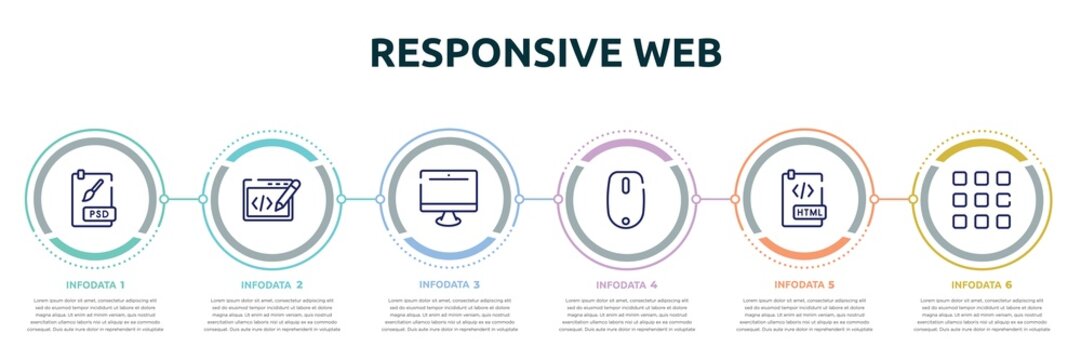 RESPONSIVE WEB
PSD
</>
</>
HTML
INFODATA 1
Lorem ipsum dolor sit amet, consectetur adipiscing elit
sed do eiusmod tempor incididunt ut labore et dolore
magna aliqua. Ut enim ad minim veniam, quis nostrud
exercitation ullamco laboris nisi ut aliquip ex ea commodo
consequat. Duis aute irure dolor in reprehenderit in voluptate
INFODATA 2
Lorem ipsum dolor sit amet, consectetur adipiscing elit
sed do eiusmod tempor incididunt ut labore et dolore
magna aliqua. Ut enim ad minim veniam, quis nostrud
exercitation ullamco laboris nisi ut aliquip ex ea commodo
consequat. Duis aute irure dolor in reprehenderit in voluptate
INFODATA 3
Lorem ipsum dolor sit amet, consectetur adipiscing elit
sed do eiusmod tempor incididunt ut labore et dolore
magna aliqua. Ut enim ad minim veniam, quis nostrud
exercitation ullamco laboris nisi ut aliquip ex ea commodo
consequat. Duis aute irure dolor in reprehenderit in voluptate
INFODATA 4
Lorem ipsum dolor sit amet, consectetur adipiscing elit
sed do eiusmod tempor incididunt ut labore et dolore
magna aliqua. Ut enim ad minim veniam, quis nostrud
exercitation ullamco laboris nisi ut aliquip ex ea commodo
consequat. Duis aute irure dolor in reprehenderit in voluptate
INFODATA 5
Lorem ipsum dolor sit amet, consectetur adipiscing elit
sed do eiusmod tempor incididunt ut labore et dolore
magna aliqua. Ut enim ad minim veniam, quis nostrud
exercitation ullamco laboris nisi ut aliquip ex ea commodo
consequat. Duis aute irure dolor in reprehenderit in voluptate
INFODATA 6
Lorem ipsum dolor sit amet, consectetur adipiscing elit
sed do eiusmod tempor incididunt ut labore et dolore
magna aliqua. Ut enim ad minim veniam, quis nostrud
exercitation ullamco laboris nisi ut aliquip ex ea commodo
consequat. Duis aute irure dolor in reprehenderit in voluptate